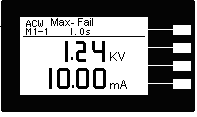 ACW Max- Fail
M1-1 1.0s
1.24 KV
10.00 mA